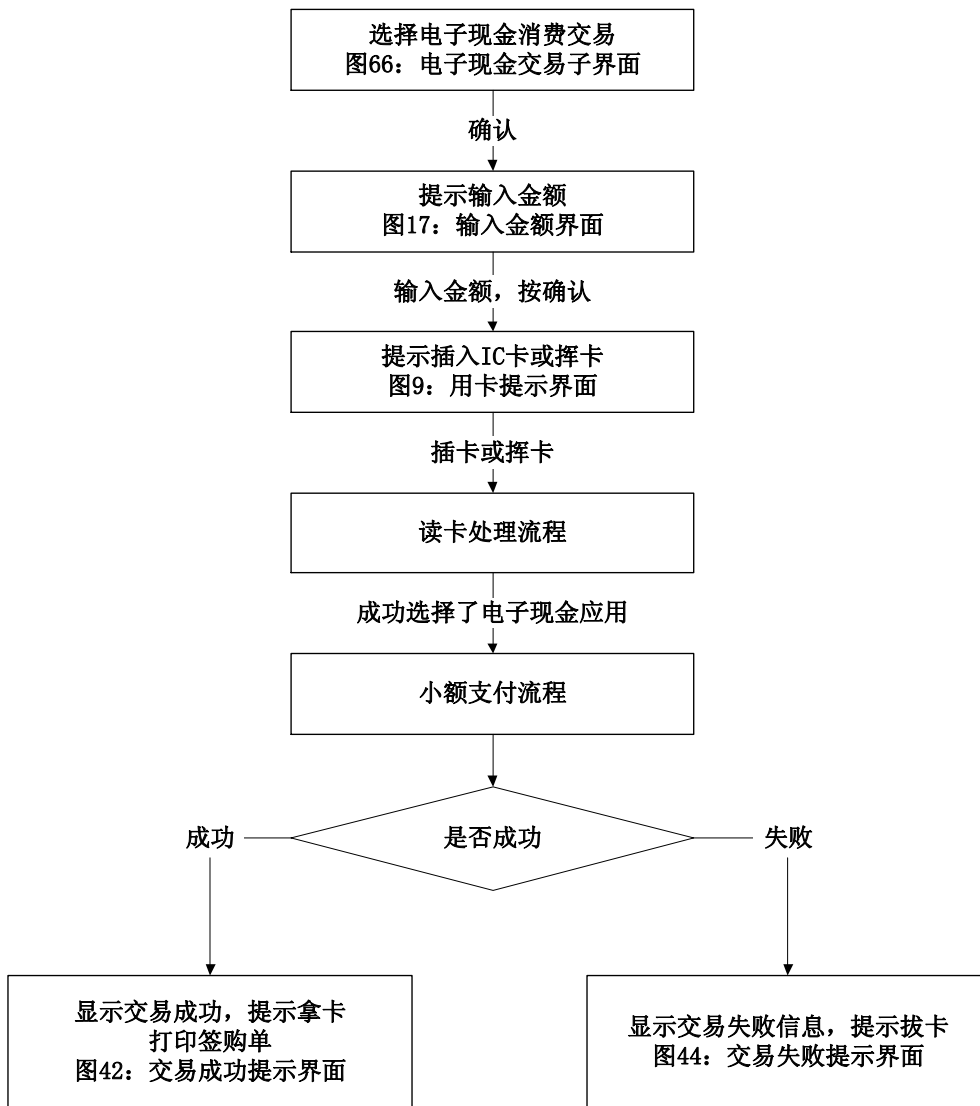 选择电子现金消费交易
图66：电子现金交易子界面
确认
提示输入金额
图17：输入金额界面
输入金额，按确认
提示插入IC卡或挥卡
图9：用卡提示界面
插卡或挥卡
读卡处理流程
成功选择了电子现金应用
小额支付流程
是否成功
成功
失败
显示交易成功，提示拿卡
打印签购单
图42：交易成功提示界面
显示交易失败信息，提示拔卡
图44：交易失败提示界面